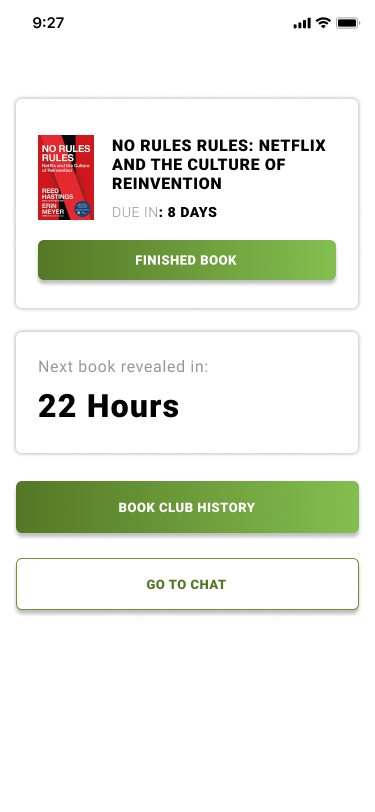 9:27
NO RULES
RULES
Netflix and the Culture
of Reinvention
REED
HASTINGS
ERIN
MEYER
NO RULES RULES: NETFLIX
AND THE CULTURE OF
REINVENTION
DUE IN: 8 DAYS
FINISHED BOOK
Next book revealed in:
22 Hours
BOOK CLUB HISTORY
GO TO CHAT